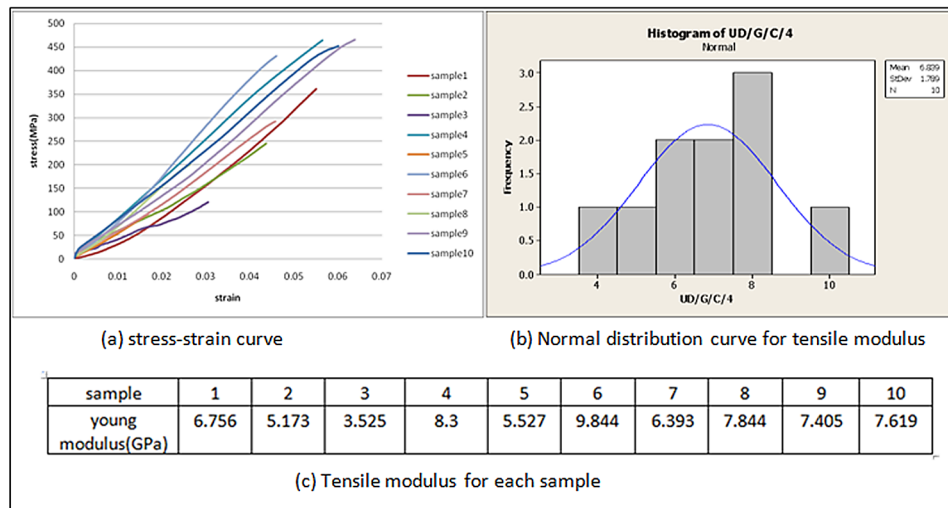 500
450
400
350
300
250
200
150
100
50
0
stress(MPa)
0 0.01 0.02 0.03 0.04 0.05 0.06 0.07
strain
sample1
sample2
sample3
sample4
sample5
sample6
sample7
sample8
sample9
sample10
(a) stress-strain curve
Histogram of UD/G/C/4
Normal
Mean 6.839
StDev 1.789
N 10
3.0
2.5
2.0
1.5
1.0
0.5
0.0
Frequency
4 6 8 10
UD/G/C/4
(b) Normal distribution curve for tensile modulus
sample 1 2 3 4 5 6 7 8 9 10
young 6.756 5.173 3.525 8.3 5.527 9.844 6.393 7.844 7.405 7.619
modulus(GPa)
(c) Tensile modulus for each sample